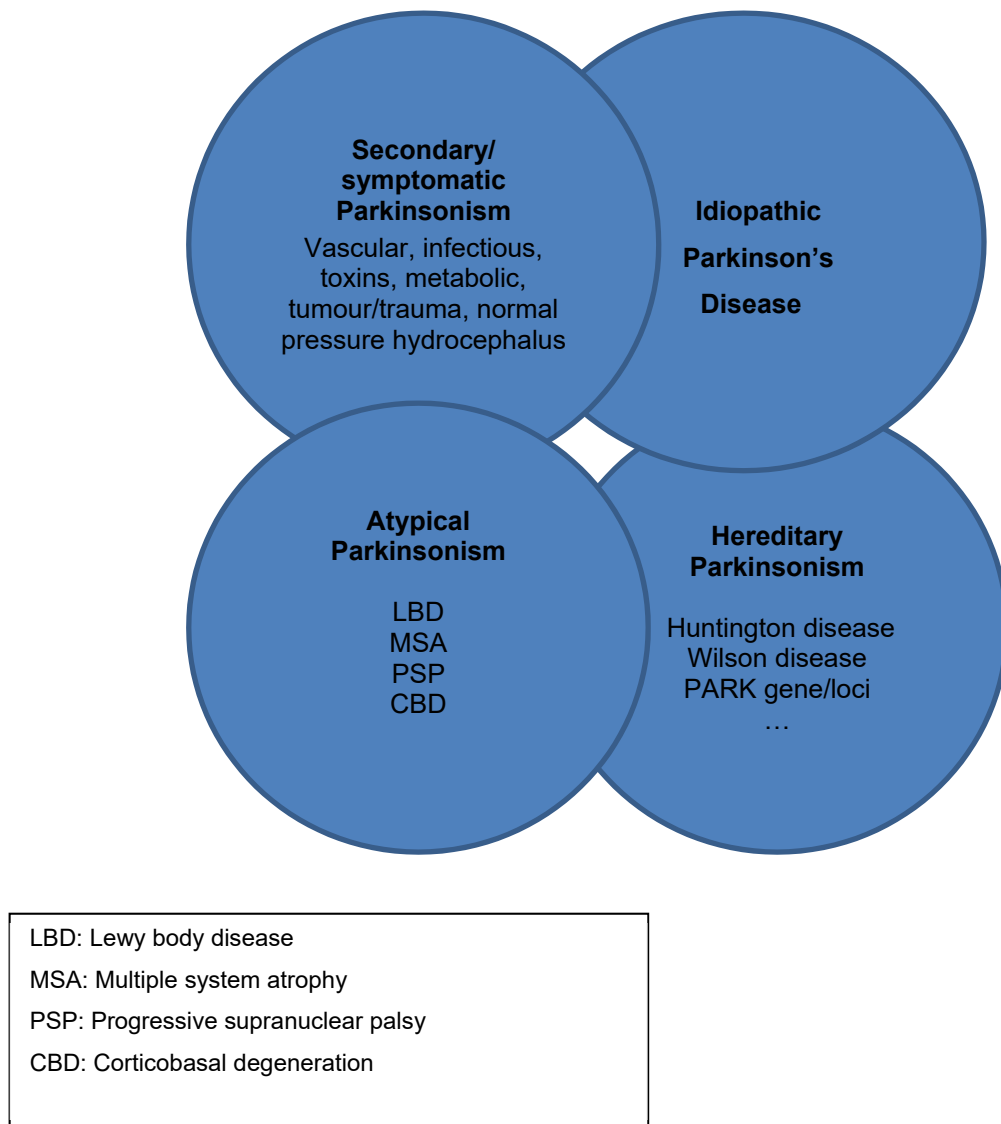 Secondary/
symptomatic
Parkinsonism
Vascular, infectious,
toxins, metabolic,
tumour/trauma, normal
pressure hydrocephalus
Idiopathic
Parkinson’s
Disease
Atypical
Parkinsonism
LBD
MSA
PSP
CBD
Hereditary
Parkinsonism
Huntington disease
Wilson disease
PARK gene/loci
…
LBD: Lewy body disease
MSA: Multiple system atrophy
PSP: Progressive supranuclear palsy
CBD: Corticobasal degeneration